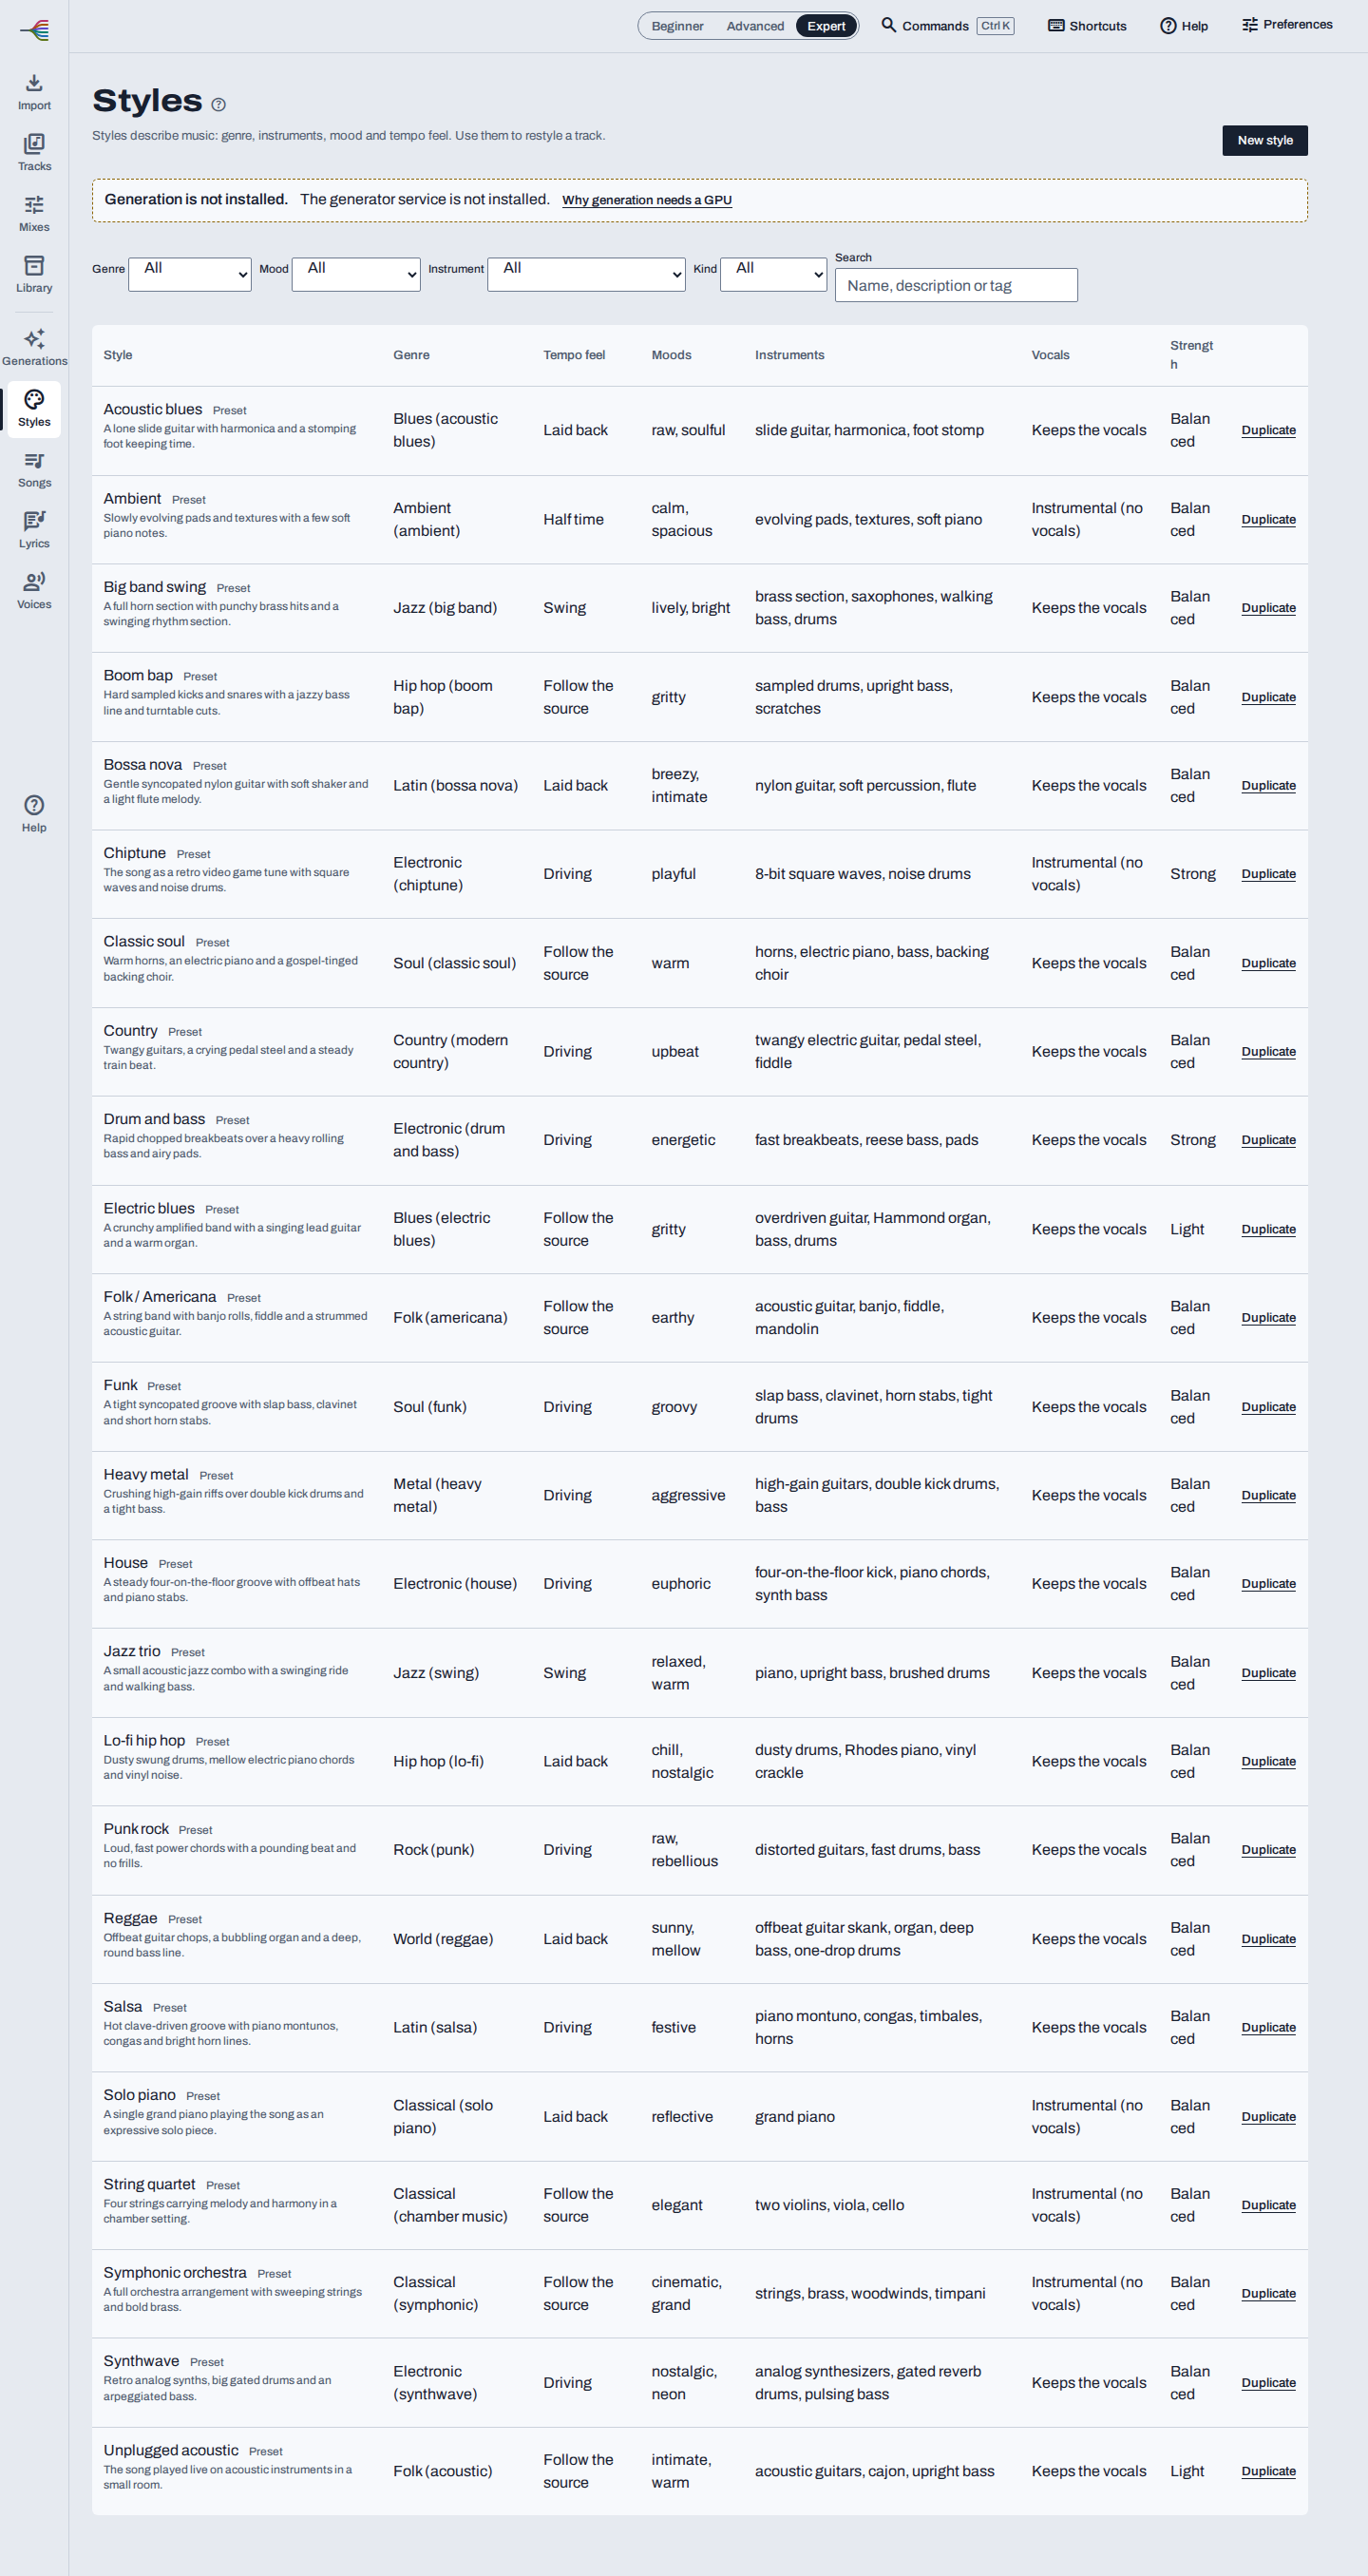 Beginner Advanced Expert Commands Ctrl K Shortcuts Help Preferences
Import
Tracks
Mixes
Library
Generations
Styles
Songs
Lyrics
Voices
Help
Styles
Styles describe music: genre, instruments, mood and tempo feel. Use them to restyle a track.
New style
Generation is not installed. The generator service is not installed. Why generation needs a GPU
Genre All Mood All Instrument All Kind All
Search
Name, description or tag
Style Genre Tempo feel Moods Instruments Vocals Strengt
h
Acoustic blues Preset
A lone slide guitar with harmonica and a stomping
foot keeping time.
Blues (acoustic
blues)
Laid back
raw, soulful
slide guitar, harmonica, foot stomp
Keeps the vocals
Balan
ced
Duplicate
Ambient Preset
Slowly evolving pads and textures with a few soft
piano notes.
Ambient
(ambient)
Half time
calm,
spacious
evolving pads, textures, soft piano
Instrumental (no
vocals)
Balan
ced
Duplicate
Big band swing Preset
A full horn section with punchy brass hits and a
swinging rhythm section.
Jazz (big band)
Swing
lively, bright
brass section, saxophones, walking
bass, drums
Keeps the vocals
Balan
ced
Duplicate
Boom bap Preset
Hard sampled kicks and snares with a jazzy bass
line and turntable cuts.
Hip hop (boom
bap)
Follow the
source
gritty
sampled drums, upright bass,
scratches
Keeps the vocals
Balan
ced
Duplicate
Bossa nova Preset
Gentle syncopated nylon guitar with soft shaker and
a light flute melody.
Latin (bossa nova)
Laid back
breezy,
intimate
nylon guitar, soft percussion, flute
Keeps the vocals
Balan
ced
Duplicate
Chiptune Preset
The song as a retro video game tune with square
waves and noise drums.
Electronic
(chiptune)
Driving
playful
8-bit square waves, noise drums
Instrumental (no
vocals)
Strong
Duplicate
Classic soul Preset
Warm horns, an electric piano and a gospel-tinged
backing choir.
Soul (classic soul)
Follow the
source
warm
horns, electric piano, bass, backing
choir
Keeps the vocals
Balan
ced
Duplicate
Country Preset
Twangy guitars, a crying pedal steel and a steady
train beat.
Country (modern
country)
Driving
upbeat
twangy electric guitar, pedal steel,
fiddle
Keeps the vocals
Balan
ced
Duplicate
Drum and bass Preset
Rapid chopped breakbeats over a heavy rolling
bass and airy pads.
Electronic (drum
and bass)
Driving
energetic
fast breakbeats, reese bass, pads
Keeps the vocals
Strong
Duplicate
Electric blues Preset
A crunchy amplified band with a singing lead guitar
and a warm organ.
Blues (electric
blues)
Follow the
source
gritty
overdriven guitar, Hammond organ,
bass, drums
Keeps the vocals
Light
Duplicate
Folk / Americana Preset
A string band with banjo rolls, fiddle and a strummed
acoustic guitar.
Folk (americana)
Follow the
source
earthy
acoustic guitar, banjo, fiddle,
mandolin
Keeps the vocals
Balan
ced
Duplicate
Funk Preset
A tight syncopated groove with slap bass, clavinet
and short horn stabs.
Soul (funk)
Driving
groovy
slap bass, clavinet, horn stabs, tight
drums
Keeps the vocals
Balan
ced
Duplicate
Heavy metal Preset
Crushing high-gain riffs over double kick drums and
a tight bass.
Metal (heavy
metal)
Driving
aggressive
high-gain guitars, double kick drums,
bass
Keeps the vocals
Balan
ced
Duplicate
House Preset
A steady four-on-the-floor groove with offbeat hats
and piano stabs.
Electronic (house)
Driving
euphoric
four-on-the-floor kick, piano chords,
synth bass
Keeps the vocals
Balan
ced
Duplicate
Jazz trio Preset
A small acoustic jazz combo with a swinging ride
and walking bass.
Jazz (swing)
Swing
relaxed,
warm
piano, upright bass, brushed drums
Keeps the vocals
Balan
ced
Duplicate
Lo-fi hip hop Preset
Dusty swung drums, mellow electric piano chords
and vinyl noise.
Hip hop (lo-fi)
Laid back
chill,
nostalgic
dusty drums, Rhodes piano, vinyl
crackle
Keeps the vocals
Balan
ced
Duplicate
Punk rock Preset
Loud, fast power chords with a pounding beat and
no frills.
Rock (punk)
Driving
raw,
rebellious
distorted guitars, fast drums, bass
Keeps the vocals
Balan
ced
Duplicate
Reggae Preset
Offbeat guitar chops, a bubbling organ and a deep,
round bass line.
World (reggae)
Laid back
sunny,
mellow
offbeat guitar skank, organ, deep
bass, one-drop drums
Keeps the vocals
Balan
ced
Duplicate
Salsa Preset
Hot clave-driven groove with piano montunos,
congas and bright horn lines.
Latin (salsa)
Driving
festive
piano montuno, congas, timbales,
horns
Keeps the vocals
Balan
ced
Duplicate
Solo piano Preset
A single grand piano playing the song as an
expressive solo piece.
Classical (solo
piano)
Laid back
reflective
grand piano
Instrumental (no
vocals)
Balan
ced
Duplicate
String quartet Preset
Four strings carrying melody and harmony in a
chamber setting.
Classical
(chamber music)
Follow the
source
elegant
two violins, viola, cello
Instrumental (no
vocals)
Balan
ced
Duplicate
Symphonic orchestra Preset
A full orchestra arrangement with sweeping strings
and bold brass.
Classical
(symphonic)
Follow the
source
cinematic,
grand
strings, brass, woodwinds, timpani
Instrumental (no
vocals)
Balan
ced
Duplicate
Synthwave Preset
Retro analog synths, big gated drums and an
arpeggiated bass.
Electronic
(synthwave)
Driving
nostalgic,
neon
analog synthesizers, gated reverb
drums, pulsing bass
Keeps the vocals
Balan
ced
Duplicate
Unplugged acoustic Preset
The song played live on acoustic instruments in a
small room.
Folk (acoustic)
Follow the
source
intimate,
warm
acoustic guitars, cajon, upright bass
Keeps the vocals
Light
Duplicate